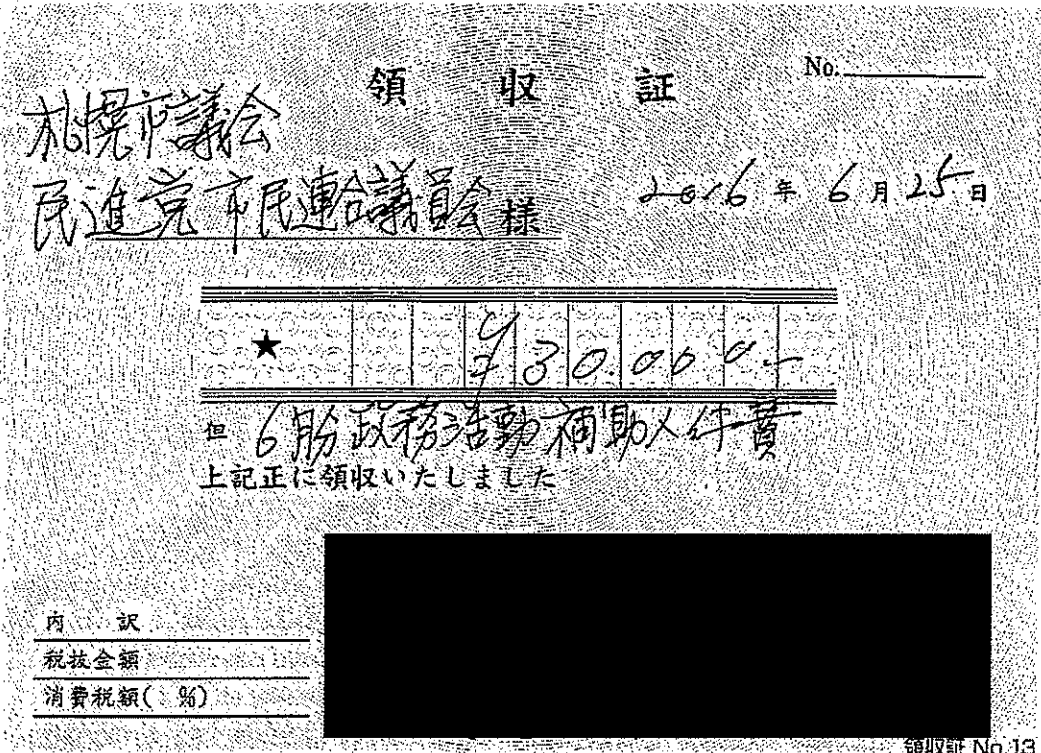 領収証
No.
札幌市議会
民進党市民連合議員会様
2016年6月25日
★ ¥30.000-
但 6月分政務活動補助人件費
上記正に領収いたしました
内訳
税抜金額
消費税額( %)
領収証 No.13